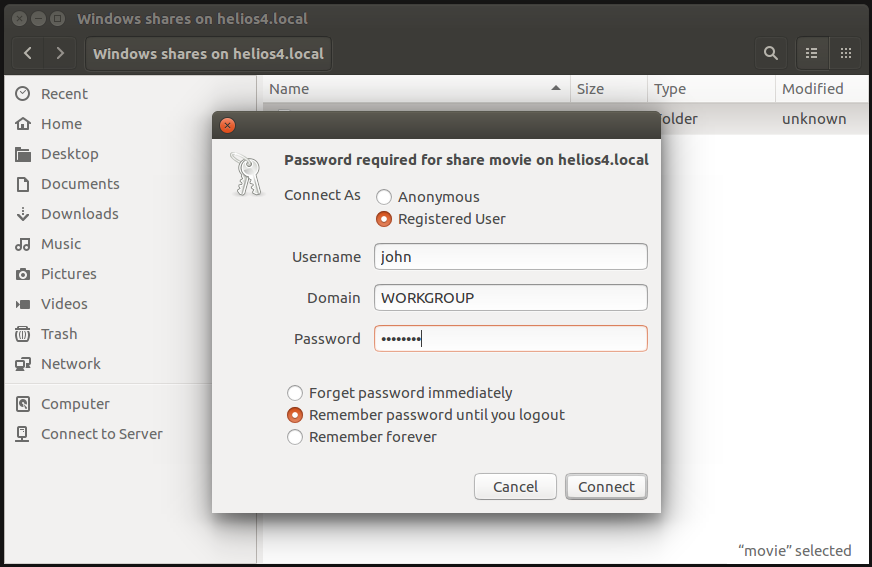 Windows shares on helios4.local
Windows shares on helios4.local
Recent
Home
Desktop
Documents
Downloads
Music
Pictures
Videos
Trash
Network
Computer
Connect to Server
Name Size Type Modified
unknown
Password required for share movie on helios4.local
Connect As Anonymous
Registered User
Username john
Domain WORKGROUP
Password ••••••••
Forget password immediately
Remember password until you logout
Remember forever
Cancel Connect
“movie” selected